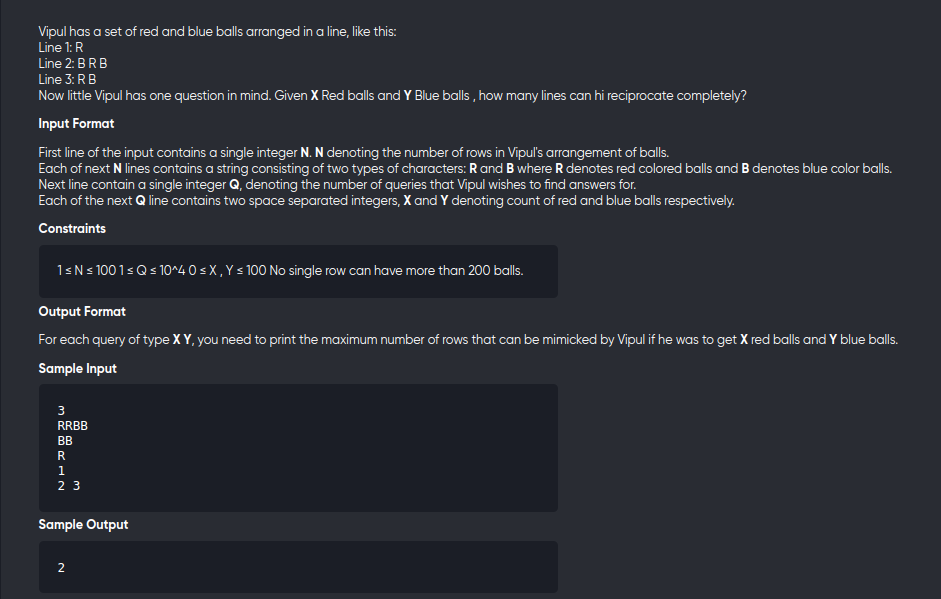 Vipul has a set of red and blue balls arranged in a line, like this:
Line 1: R
Line 2: B R B
Line 3: R B
Now little Vipul has one question in mind. Given X Red balls and Y Blue balls , how many lines can hi reciprocate completely?
Input Format
First line of the input contains a single integer N. N denoting the number of rows in Vipul's arrangement of balls.
Each of next N lines contains a string consisting of two types of characters: R and B where R denotes red colored balls and B denotes blue color balls.
Next line contain a single integer Q, denoting the number of queries that Vipul wishes to find answers for.
Each of the next Q line contains two space separated integers, X and Y denoting count of red and blue balls respectively.
Constraints
1 ≤ N ≤ 100 1 ≤ Q ≤ 10^4 0 ≤ X , Y ≤ 100 No single row can have more than 200 balls.
Output Format
For each query of type X Y, you need to print the maximum number of rows that can be mimicked by Vipul if he was to get X red balls and Y blue balls.
Sample Input
3
RRBB
BB
R
1
2 3
Sample Output
2